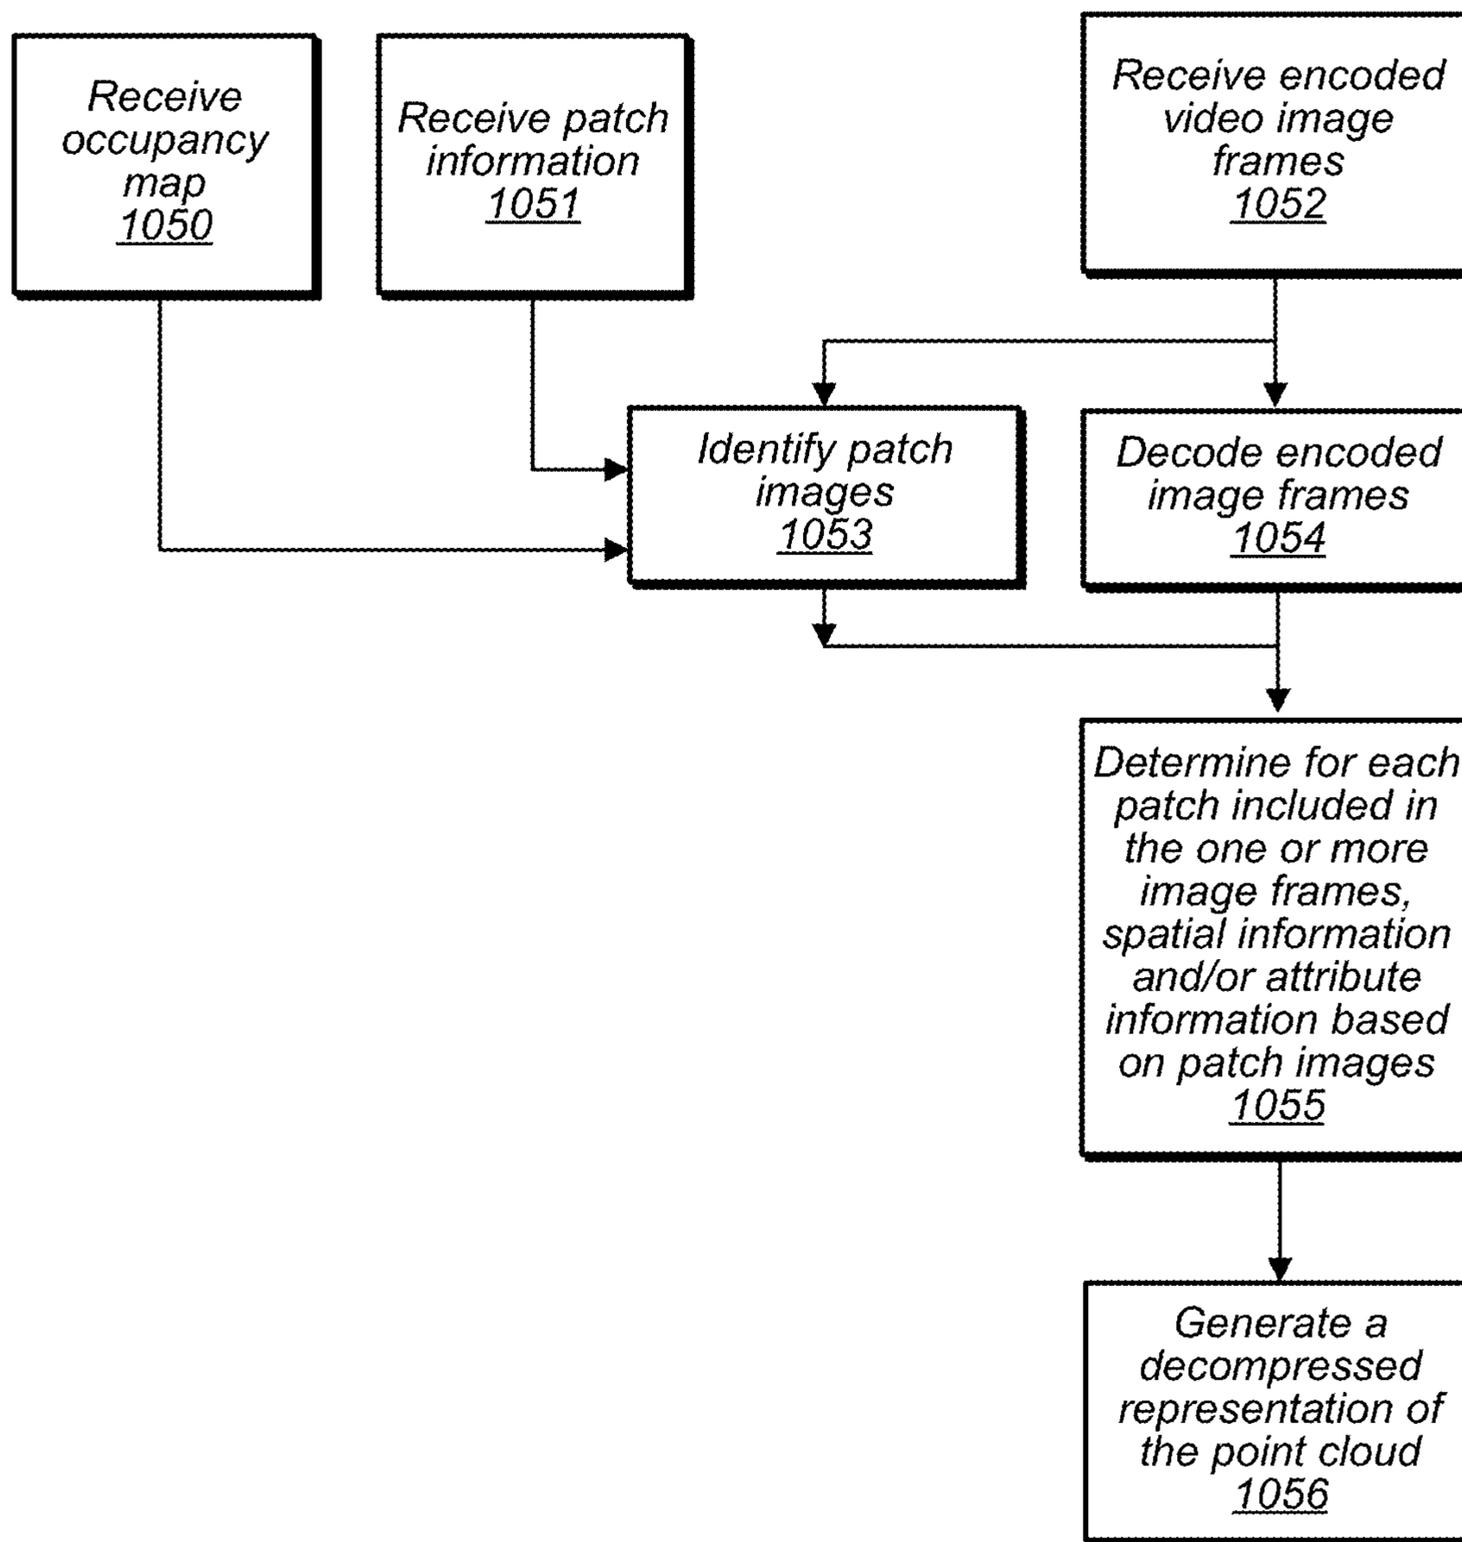 Receive
occupancy
map
1050
Receive patch
information
1051
Receive encoded
video image
frames
1052
Identify patch
images
1053
Decode encoded
image frames
1054
Determine for each
patch included in
the one or more
image frames,
spatial information
and/or attribute
information based
on patch images
1055
Generate a
decompressed
representation of
the point cloud
1056